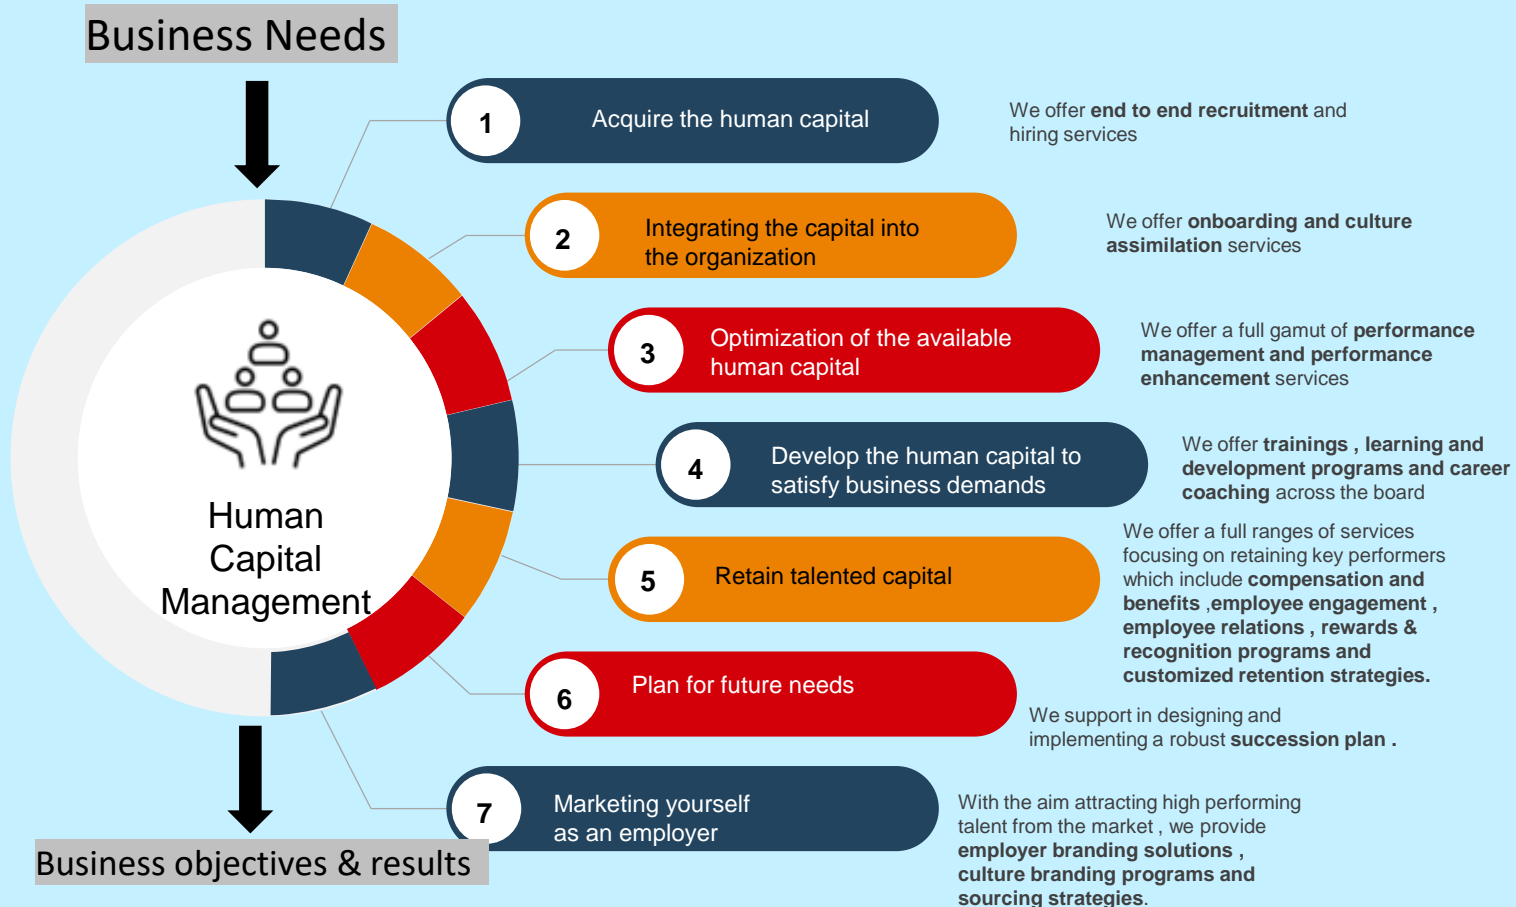 Business Needs
1
Acquire the human capital
We offer end to end recruitment and
hiring services
2
Integrating the capital into
the organization
We offer onboarding and culture
assimilation services
3
Optimization of the available
human capital
We offer a full gamut of performance
management and performance
enhancement services
4
Develop the human capital to
satisfy business demands
We offer trainings , learning and
development programs and career
coaching across the board
Human
Capital
Management
5
Retain talented capital
We offer a full ranges of services
focusing on retaining key performers
which include compensation and
benefits ,employee engagement ,
employee relations , rewards &
recognition programs and
customized retention strategies.
6
Plan for future needs
We support in designing and
implementing a robust succession plan .
7
Marketing yourself
as an employer
With the aim attracting high performing
talent from the market , we provide
employer branding solutions ,
culture branding programs and
sourcing strategies.
Business objectives & results